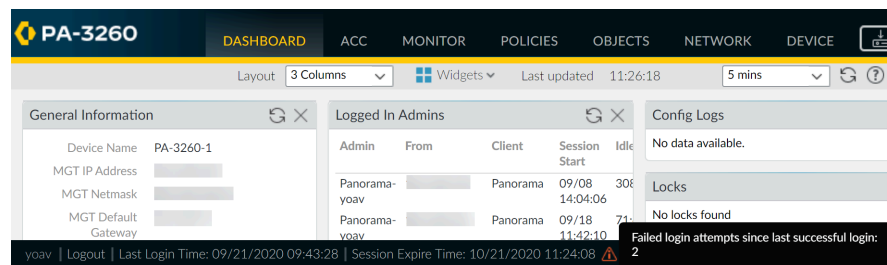 PA-3260
DASHBOARD ACC MONITOR POLICIES OBJECTS NETWORK DEVICE
Layout 3 Columns Widgets Last updated 11:26:18 5 mins
General Information
Device Name PA-3260-1
MGT IP Address
MGT Netmask
MGT Default
Gateway
Logged In Admins
Admin From Client Session Idle
Start
Panorama- Panorama 09/08 308
yoav 14:04:06
Panorama- Panorama 09/18 71:
yoav 11:42:10
Config Logs
No data available.
Locks
No locks found
Failed login attempts since last successful login:
2
yoav | Logout | Last Login Time: 09/21/2020 09:43:28 | Session Expire Time: 10/21/2020 11:24:08